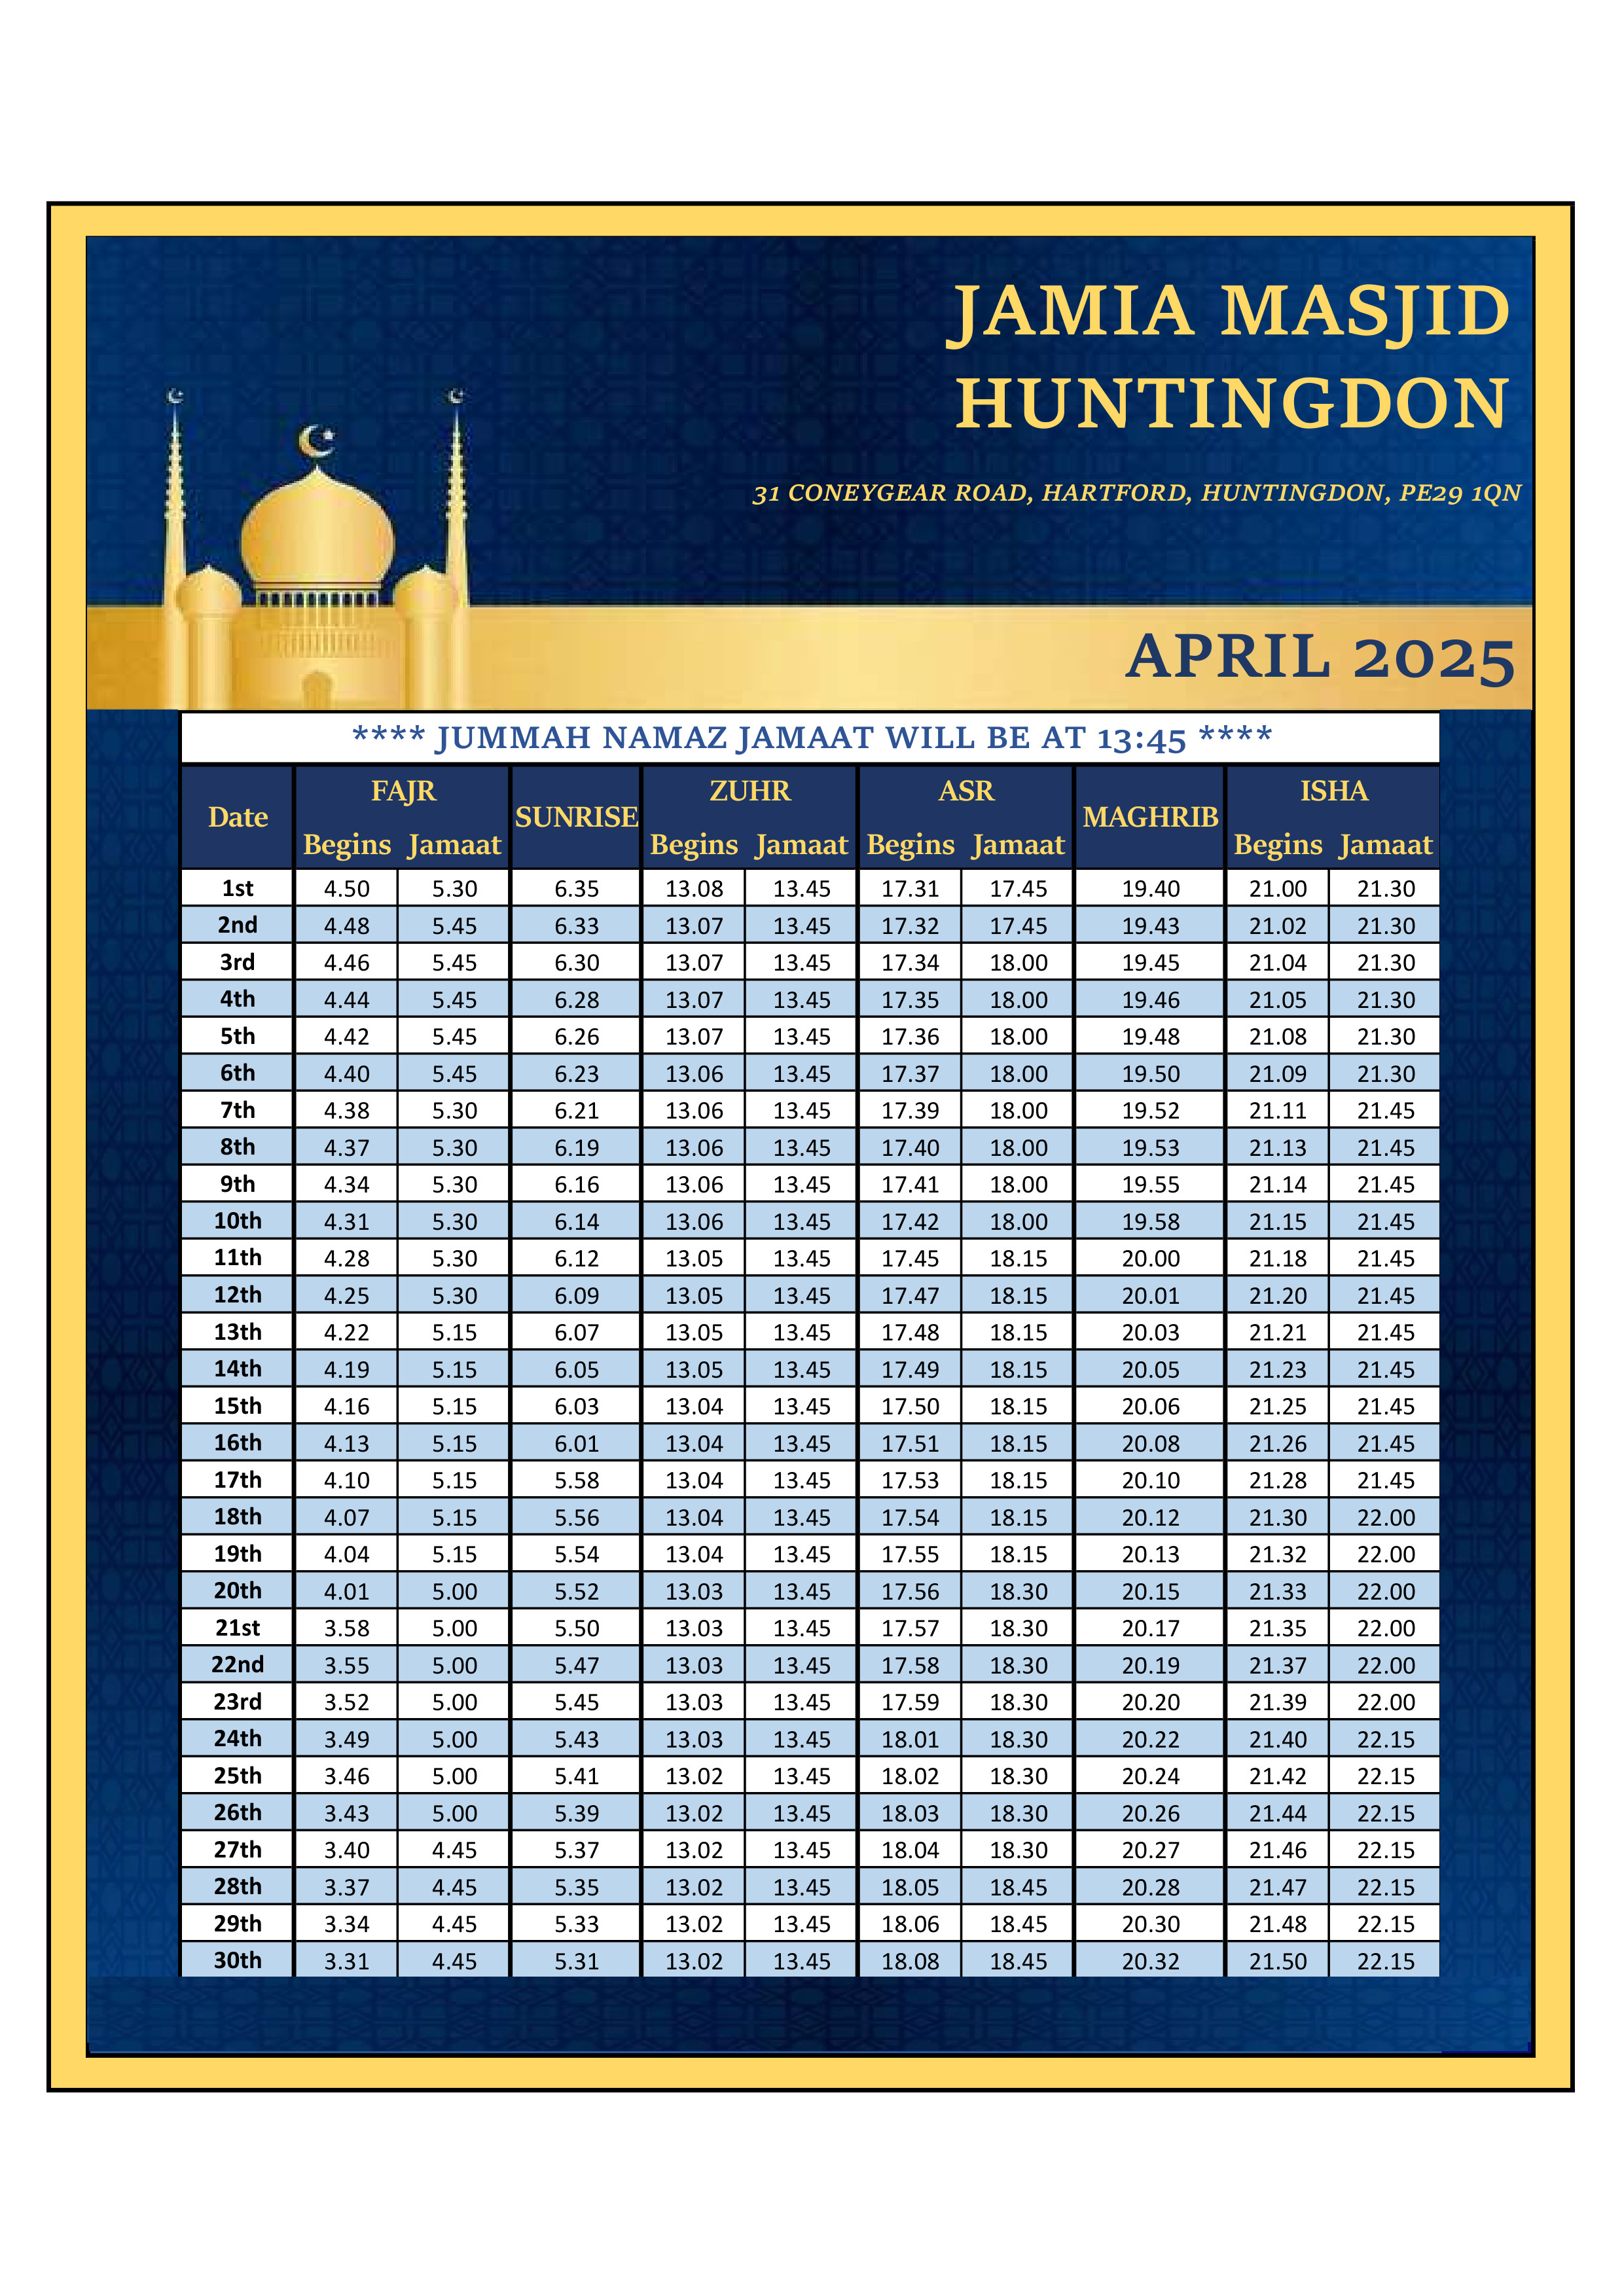 JAMIA MASJID
HUNTINGDON
31 CONEYGEAR ROAD, HARTFORD, HUNTINGDON, PE29 1QN
APRIL 2025
**** JUMMAH NAMAZ JAMAAT WILL BE AT 13:45 ****
Date FAJR SUNRISE ZUHR ASR MAGHRIB ISHA
Begins Jamaat Begins Jamaat Begins Jamaat Begins Jamaat
1st 4.50 5.30 6.35 13.08 13.45 17.31 17.45 19.40 21.00 21.30
2nd 4.48 5.45 6.33 13.07 13.45 17.32 17.45 19.43 21.02 21.30
3rd 4.46 5.45 6.30 13.07 13.45 17.34 18.00 19.45 21.04 21.30
4th 4.44 5.45 6.28 13.07 13.45 17.35 18.00 19.46 21.05 21.30
5th 4.42 5.45 6.26 13.07 13.45 17.36 18.00 19.48 21.08 21.30
6th 4.40 5.45 6.23 13.06 13.45 17.37 18.00 19.50 21.09 21.30
7th 4.38 5.30 6.21 13.06 13.45 17.39 18.00 19.52 21.11 21.45
8th 4.37 5.30 6.19 13.06 13.45 17.40 18.00 19.53 21.13 21.45
9th 4.34 5.30 6.16 13.06 13.45 17.41 18.00 19.55 21.14 21.45
10th 4.31 5.30 6.14 13.06 13.45 17.42 18.00 19.58 21.15 21.45
11th 4.28 5.30 6.12 13.05 13.45 17.45 18.15 20.00 21.18 21.45
12th 4.25 5.30 6.09 13.05 13.45 17.47 18.15 20.01 21.20 21.45
13th 4.22 5.15 6.07 13.05 13.45 17.48 18.15 20.03 21.21 21.45
14th 4.19 5.15 6.05 13.05 13.45 17.49 18.15 20.05 21.23 21.45
15th 4.16 5.15 6.03 13.04 13.45 17.50 18.15 20.06 21.25 21.45
16th 4.13 5.15 6.01 13.04 13.45 17.51 18.15 20.08 21.26 21.45
17th 4.10 5.15 5.58 13.04 13.45 17.53 18.15 20.10 21.28 21.45
18th 4.07 5.15 5.56 13.04 13.45 17.54 18.15 20.12 21.30 22.00
19th 4.04 5.15 5.54 13.04 13.45 17.55 18.15 20.13 21.32 22.00
20th 4.01 5.00 5.52 13.03 13.45 17.56 18.30 20.15 21.33 22.00
21st 3.58 5.00 5.50 13.03 13.45 17.57 18.30 20.17 21.35 22.00
22nd 3.55 5.00 5.47 13.03 13.45 17.58 18.30 20.19 21.37 22.00
23rd 3.52 5.00 5.45 13.03 13.45 17.59 18.30 20.20 21.39 22.00
24th 3.49 5.00 5.43 13.03 13.45 18.01 18.30 20.22 21.40 22.15
25th 3.46 5.00 5.41 13.02 13.45 18.02 18.30 20.24 21.42 22.15
26th 3.43 5.00 5.39 13.02 13.45 18.03 18.30 20.26 21.44 22.15
27th 3.40 4.45 5.37 13.02 13.45 18.04 18.30 20.27 21.46 22.15
28th 3.37 4.45 5.35 13.02 13.45 18.05 18.45 20.28 21.47 22.15
29th 3.34 4.45 5.33 13.02 13.45 18.06 18.45 20.30 21.48 22.15
30th 3.31 4.45 5.31 13.02 13.45 18.08 18.45 20.32 21.50 22.15